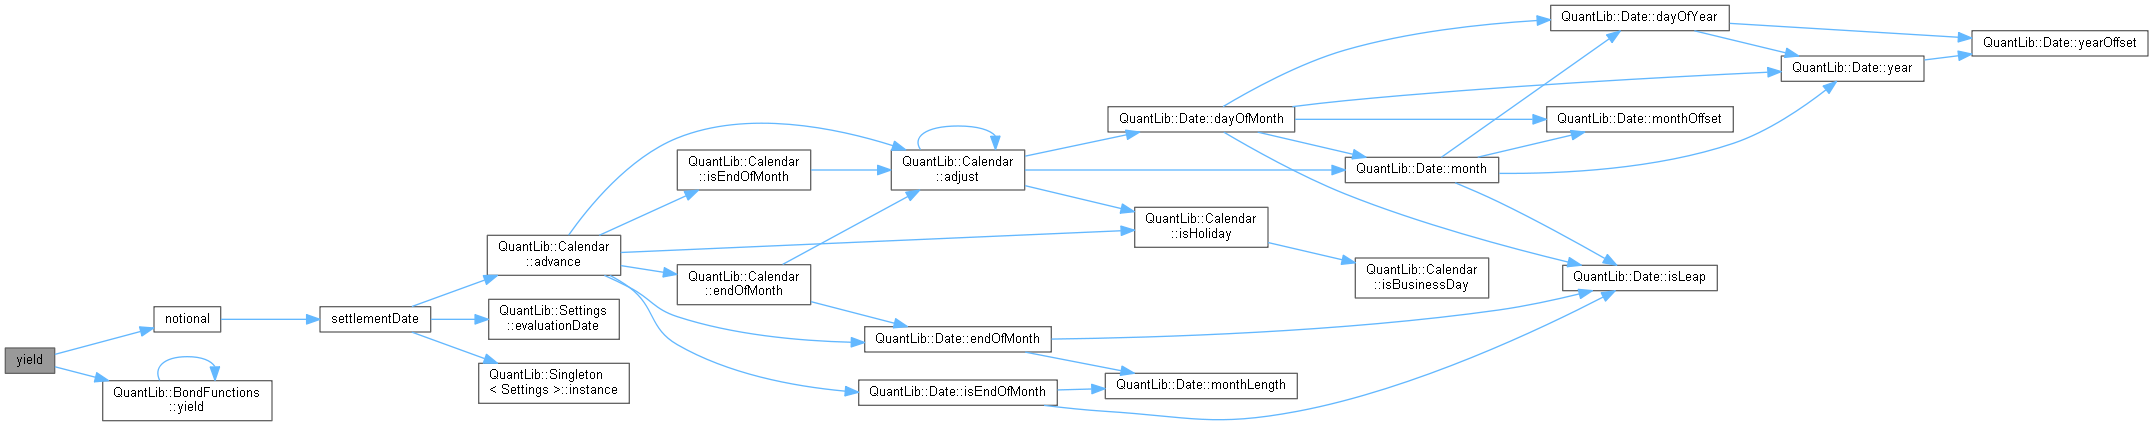 yield
notional
QuantLib::BondFunctions
::yield
settlementDate
QuantLib::Calendar
::advance
QuantLib::Settings
::evaluationDate
QuantLib::Singleton
< Settings >::instance
QuantLib::Calendar
::isEndOfMonth
QuantLib::Calendar
::endOfMonth
QuantLib::Calendar
::adjust
QuantLib::Date::endOfMonth
QuantLib::Date::isEndOfMonth
QuantLib::Date::dayOfMonth
QuantLib::Calendar
::isHoliday
QuantLib::Date::monthLength
QuantLib::Date::month
QuantLib::Calendar
::isBusinessDay
QuantLib::Date::dayOfYear
QuantLib::Date::monthOffset
QuantLib::Date::isLeap
QuantLib::Date::year
QuantLib::Date::yearOffset